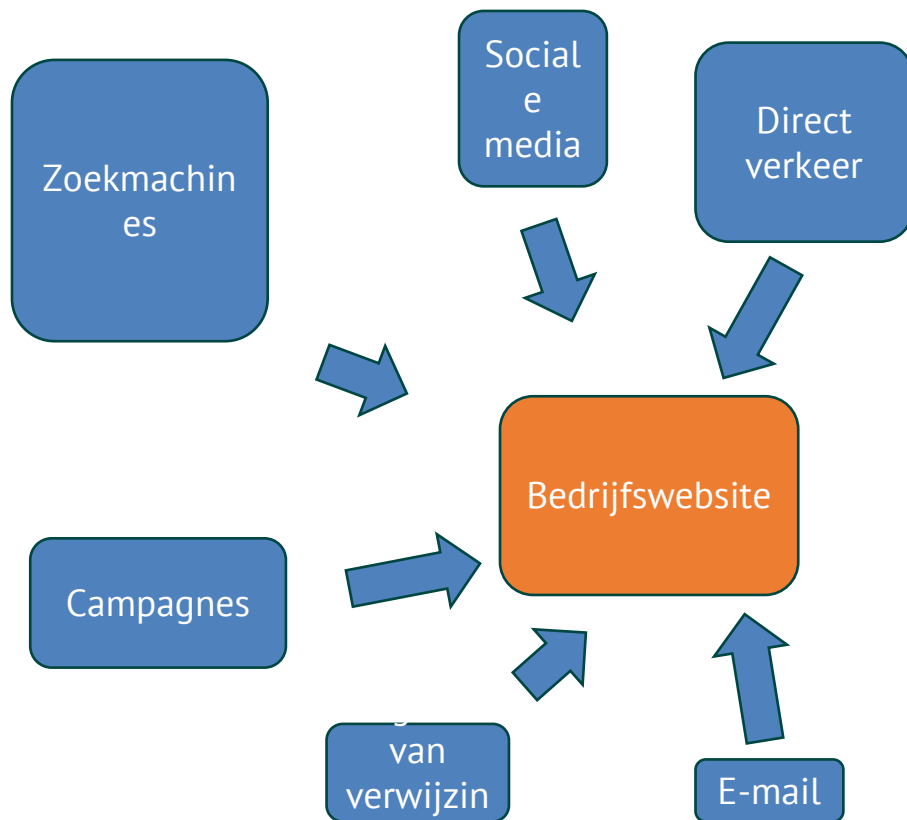 Social
e
media
Direct
verkeer
Zoekmachin
es
Bedrijfswebsite
Campagnes
van
verwijzin
E-mail